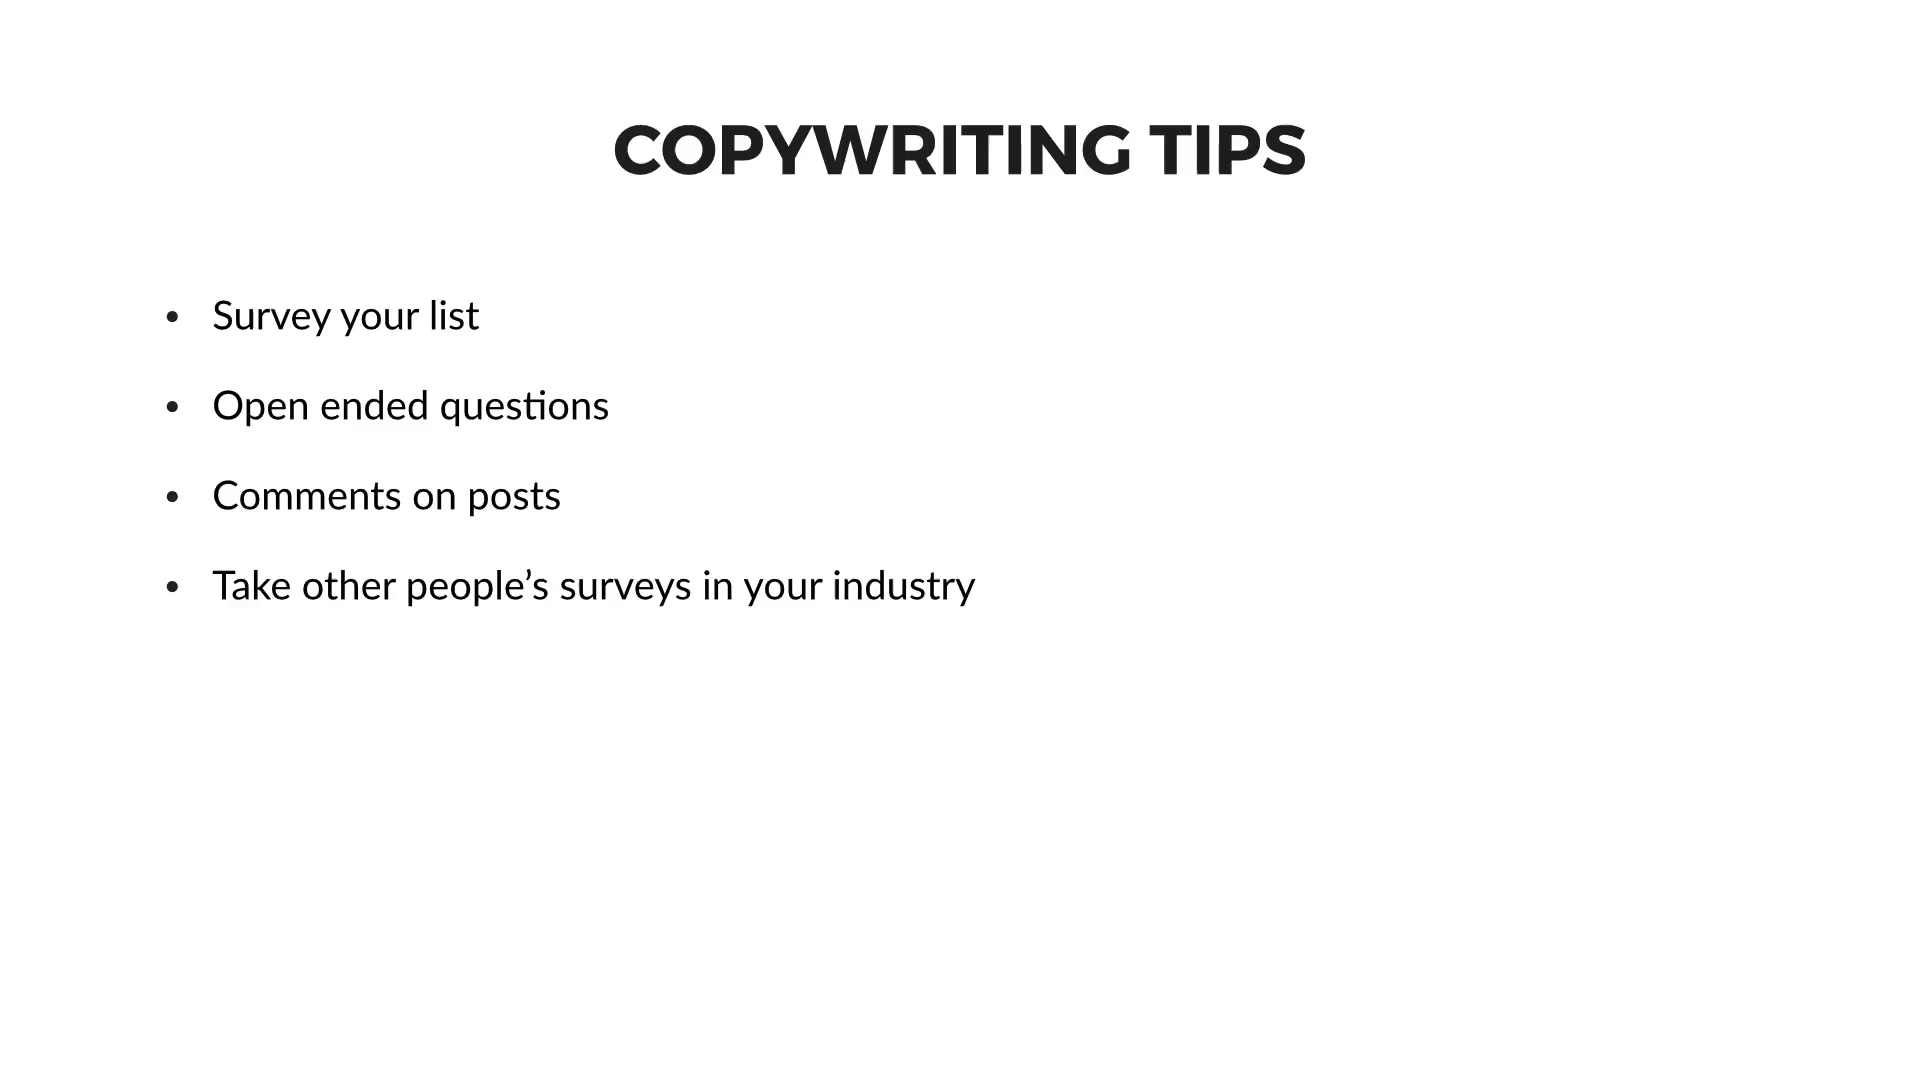 COPYWRITING TIPS
• Survey your list
• Open ended questions
• Comments on posts
• Take other people’s surveys in your industry